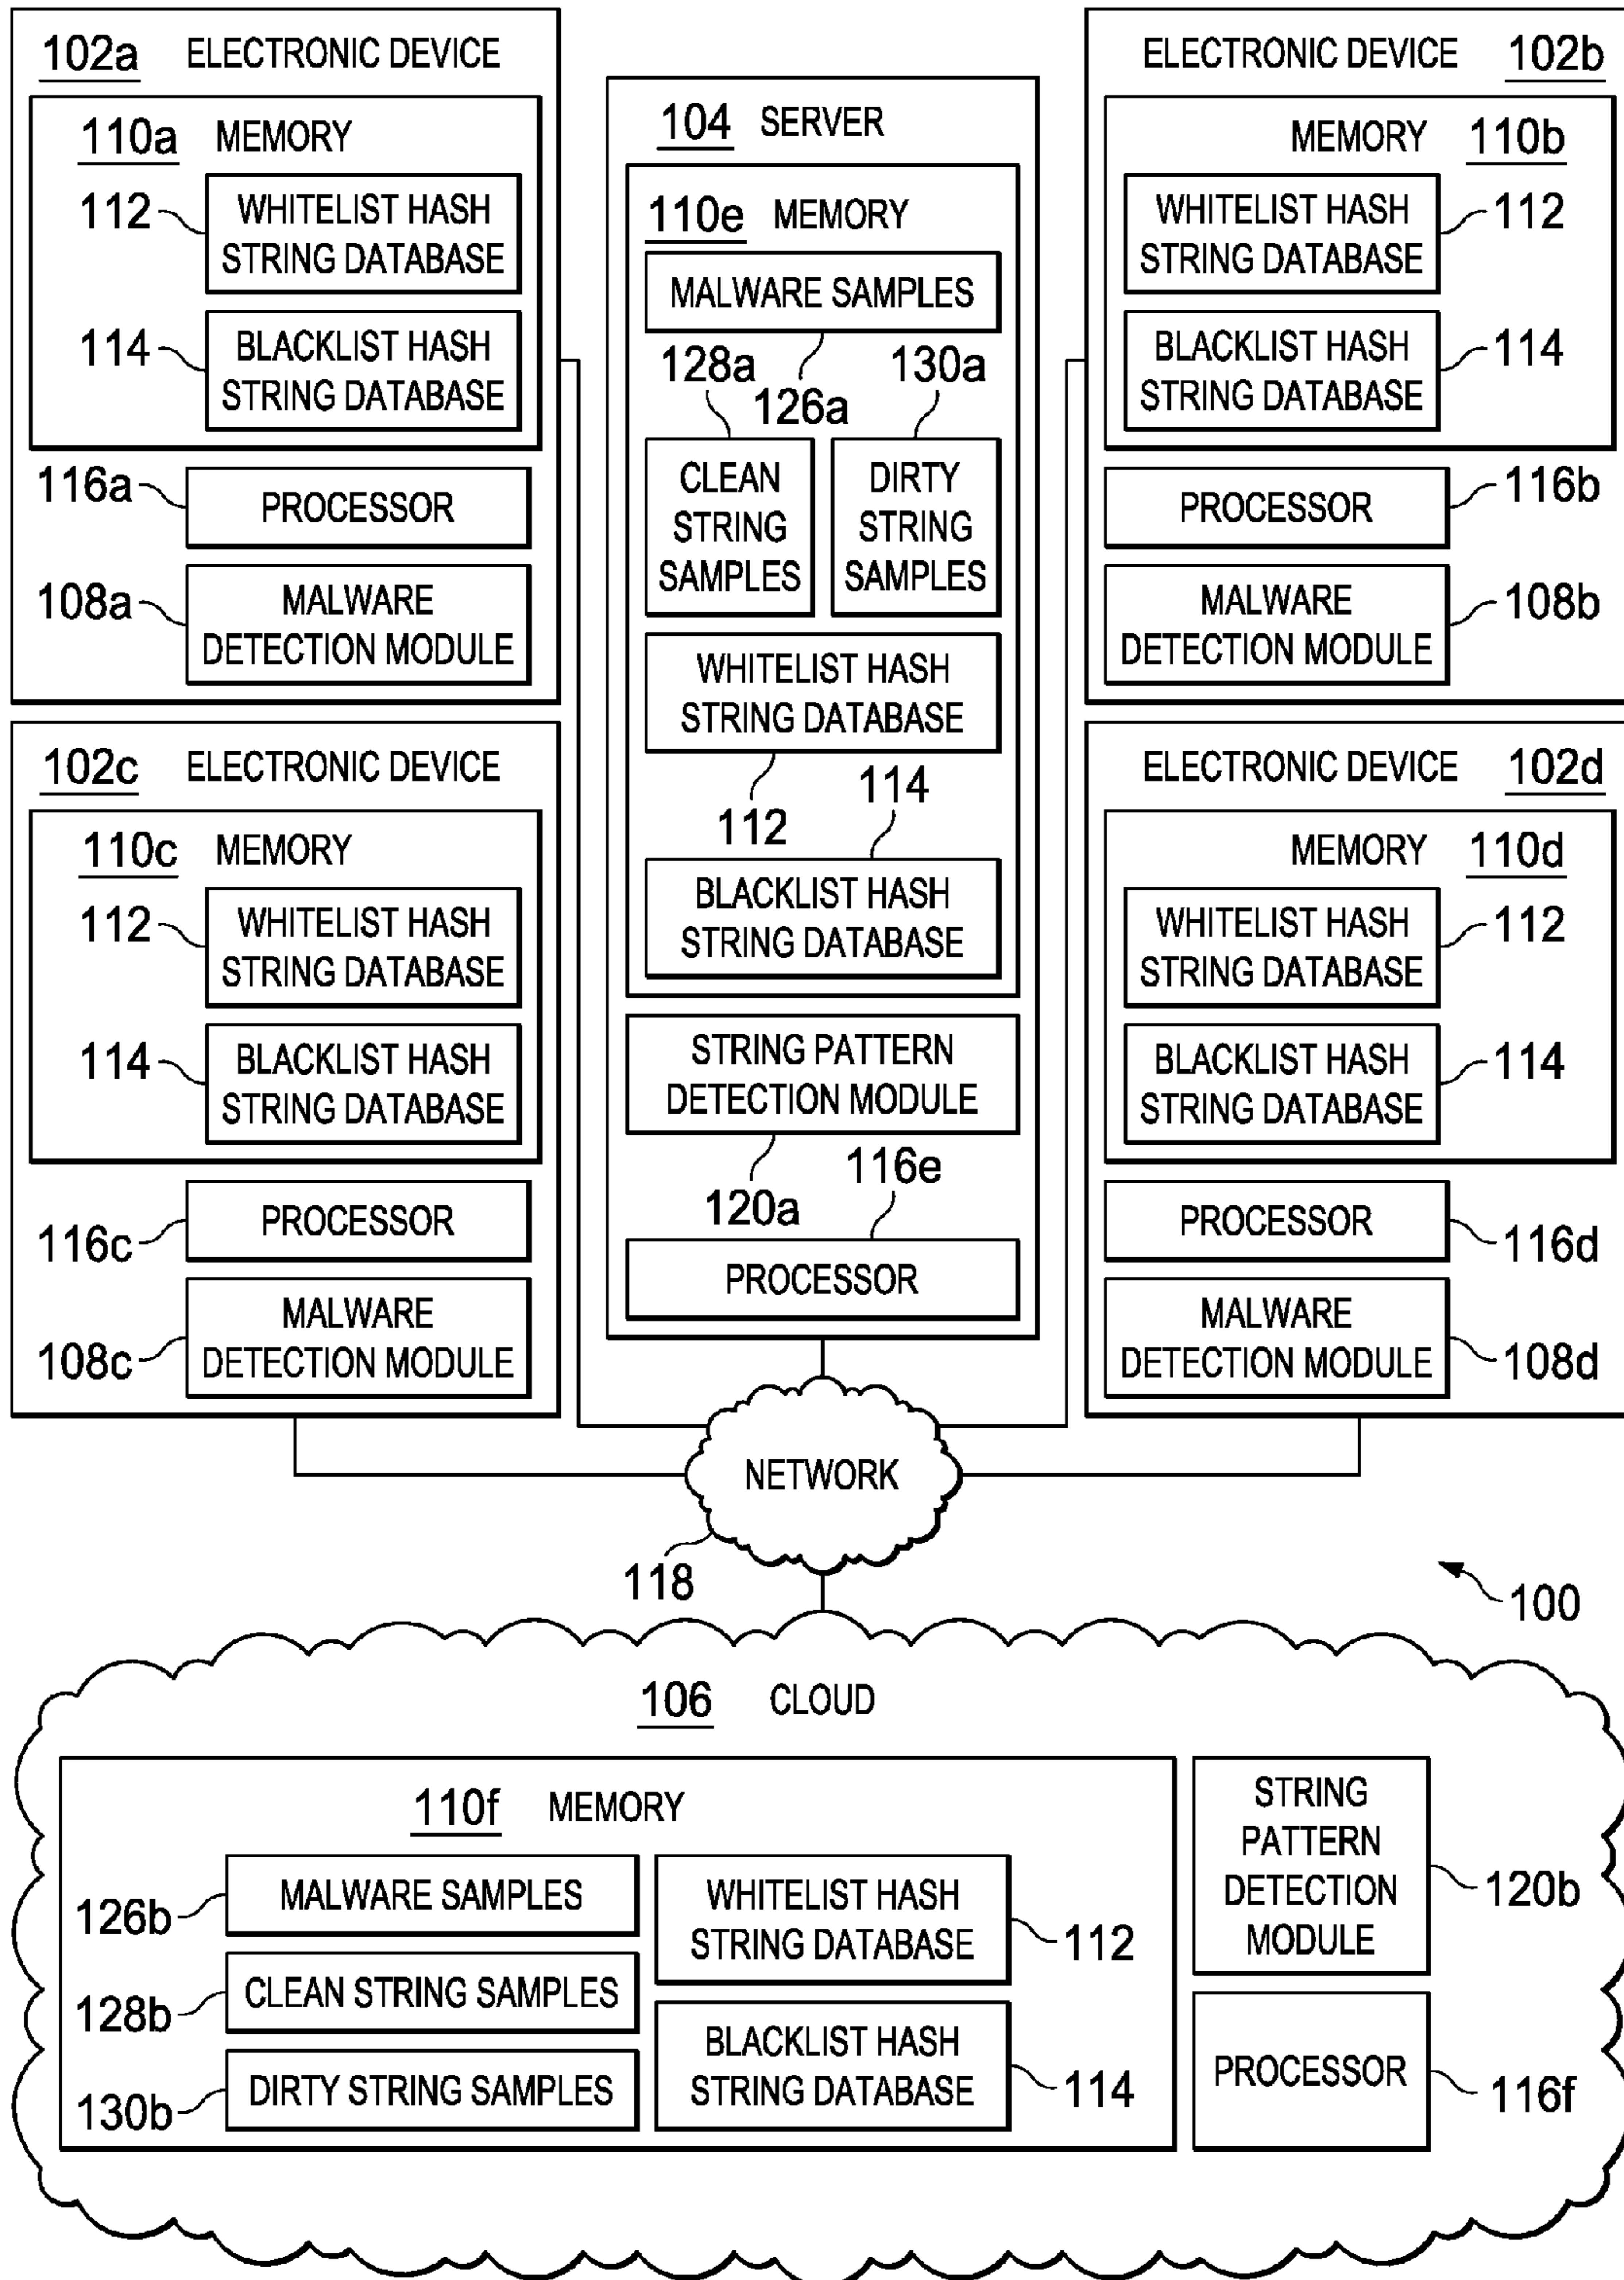 102a ELECTRONIC DEVICE
110a MEMORY
112
WHITELIST HASH
STRING DATABASE
114
BLACKLIST HASH
STRING DATABASE
116a
PROCESSOR
108a
MALWARE
DETECTION MODULE
104 SERVER
110e MEMORY
MALWARE SAMPLES
128a
126a
130a
CLEAN
STRING
SAMPLES
DIRTY
STRING
SAMPLES
WHITELIST HASH
STRING DATABASE
112
114
BLACKLIST HASH
STRING DATABASE
STRING PATTERN
DETECTION MODULE
120a
116e
PROCESSOR
ELECTRONIC DEVICE 102b
MEMORY 110b
WHITELIST HASH
STRING DATABASE
112
BLACKLIST HASH
STRING DATABASE
114
PROCESSOR
116b
MALWARE
DETECTION MODULE
108b
102c ELECTRONIC DEVICE
110c MEMORY
112
WHITELIST HASH
STRING DATABASE
114
BLACKLIST HASH
STRING DATABASE
116c
PROCESSOR
108c
MALWARE
DETECTION MODULE
ELECTRONIC DEVICE 102d
MEMORY 110d
WHITELIST HASH
STRING DATABASE
112
BLACKLIST HASH
STRING DATABASE
114
PROCESSOR
116d
MALWARE
DETECTION MODULE
108d
NETWORK
118
100
106 CLOUD
110f MEMORY
126b
MALWARE SAMPLES
128b
CLEAN STRING SAMPLES
130b
DIRTY STRING SAMPLES
WHITELIST HASH
STRING DATABASE
112
BLACKLIST HASH
STRING DATABASE
114
STRING
PATTERN
DETECTION
MODULE
120b
PROCESSOR
116f